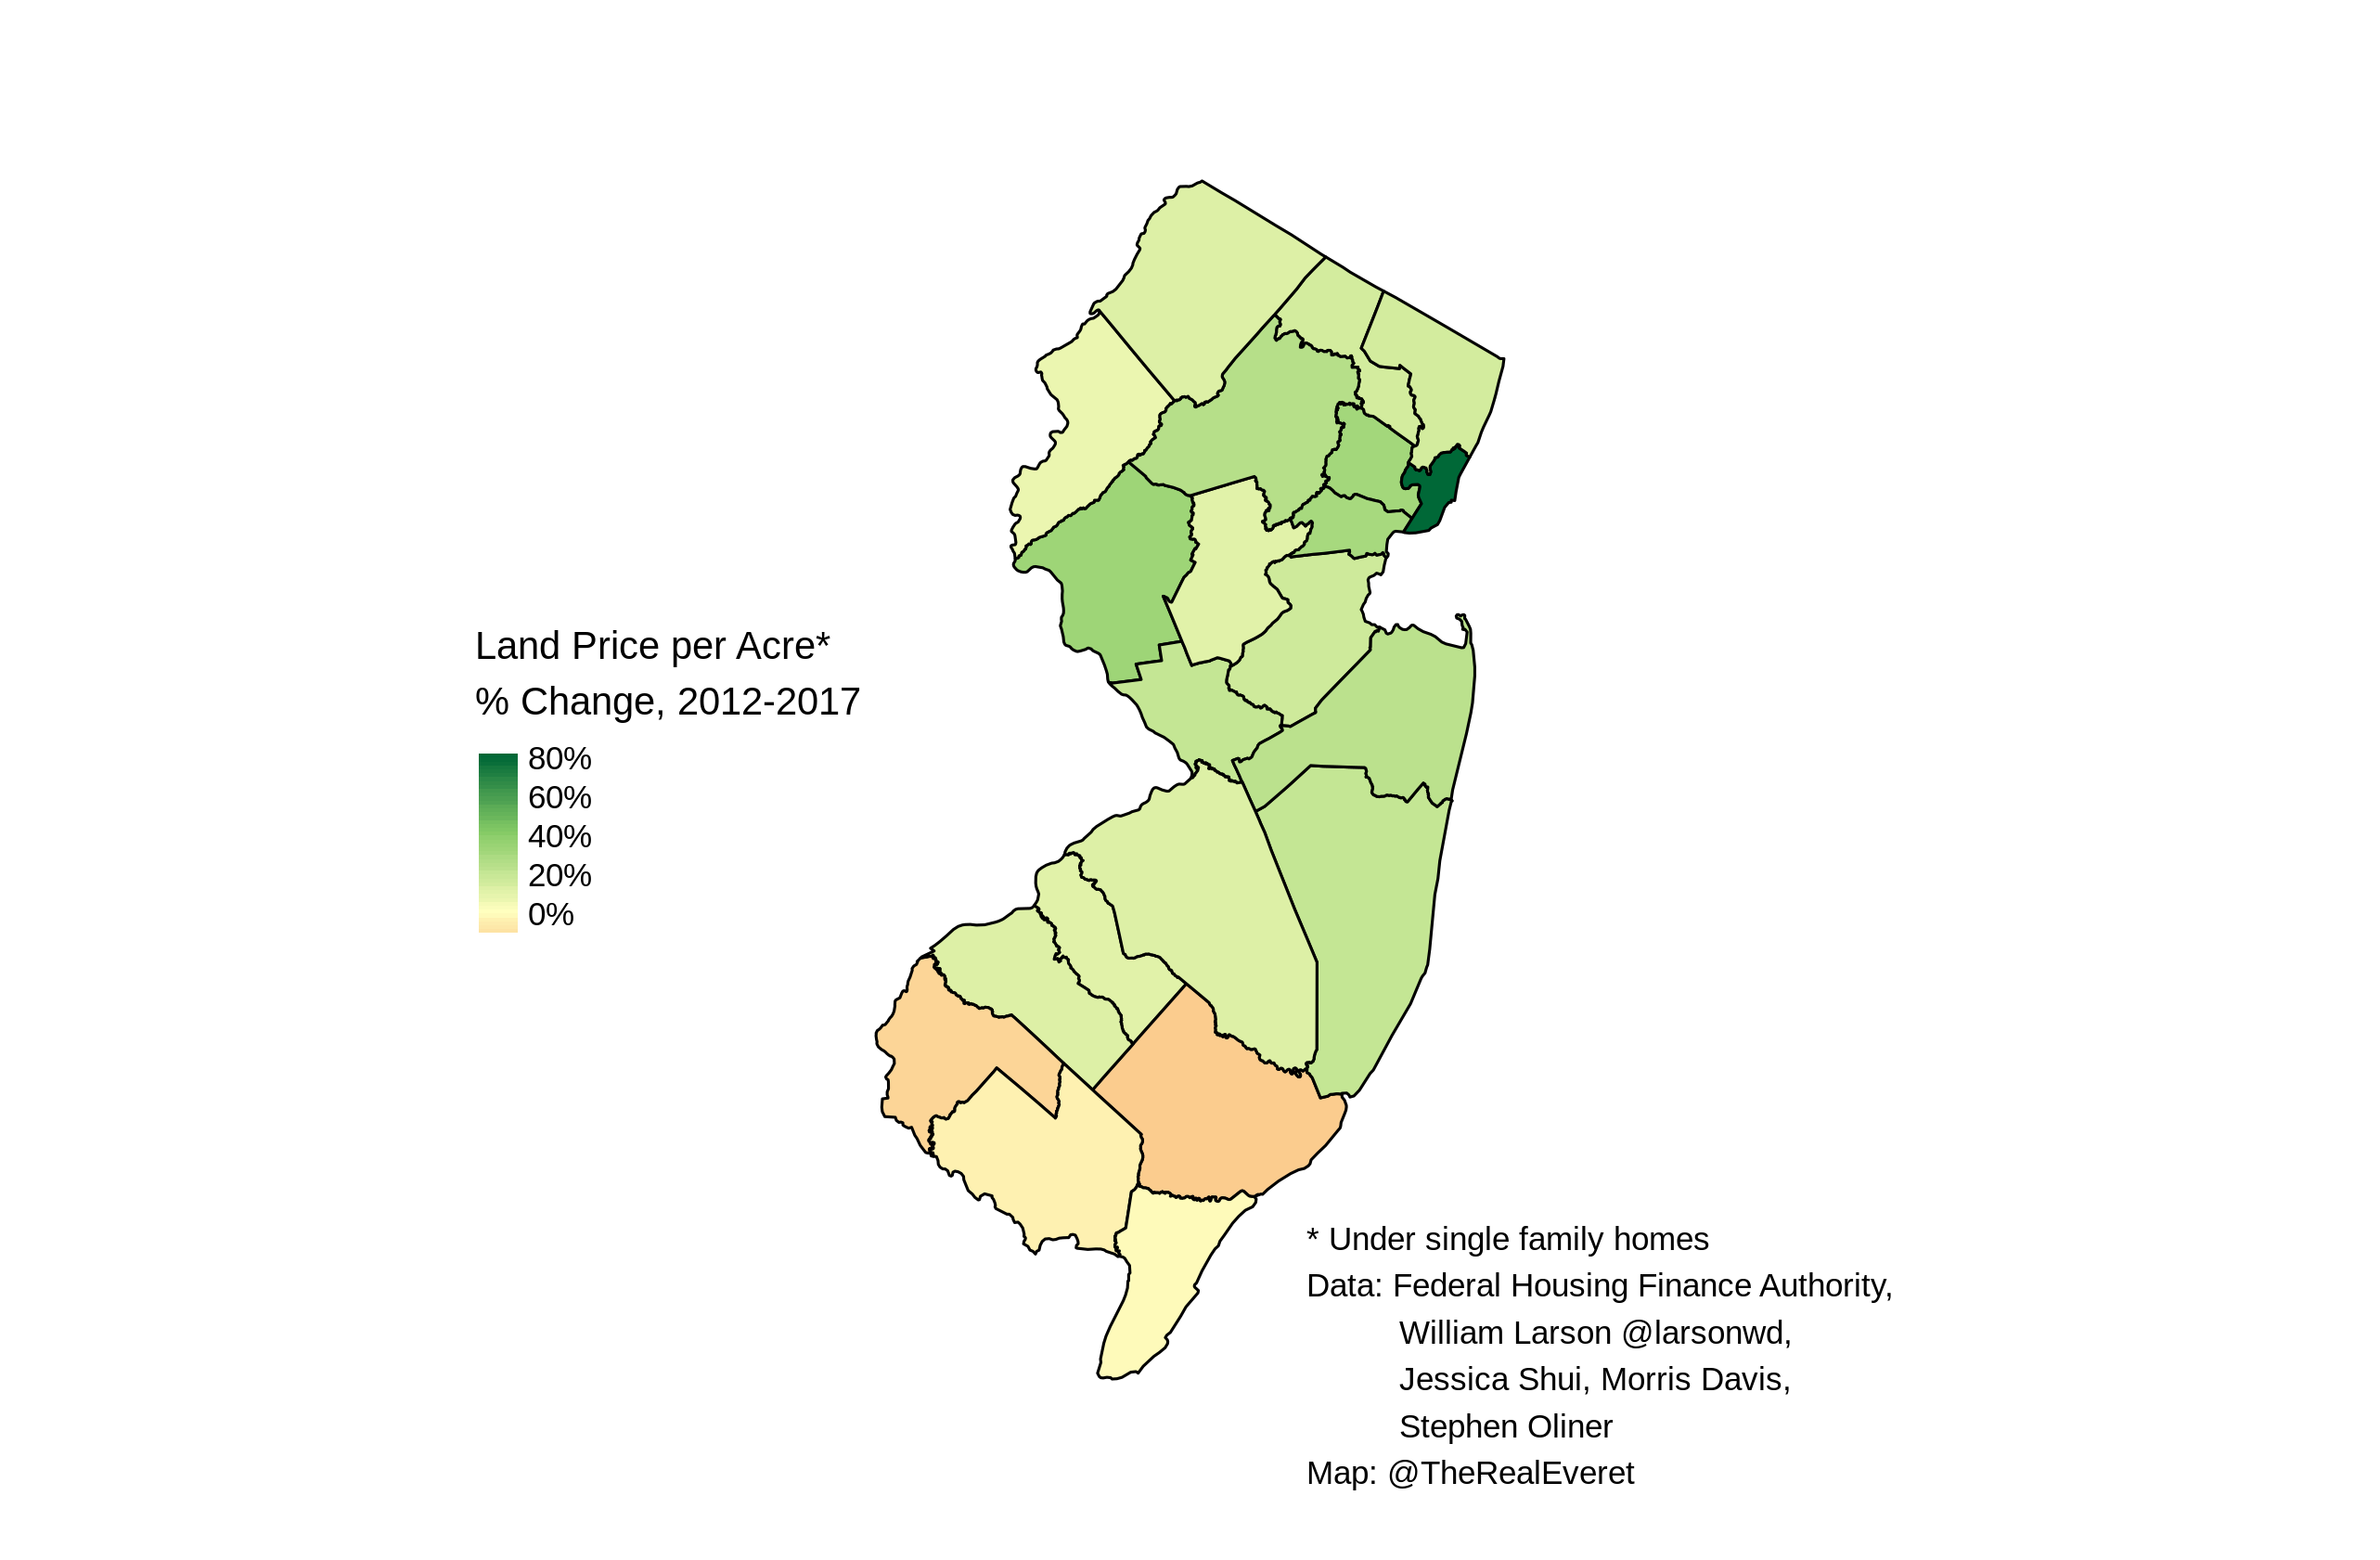 Land Price per Acre*
% Change, 2012-2017
80%
60%
40%
20%
0%
* Under single family homes
Data: Federal Housing Finance Authority,
William Larson @larsonwd,
Jessica Shui, Morris Davis,
Stephen Oliner
Map: @TheRealEveret